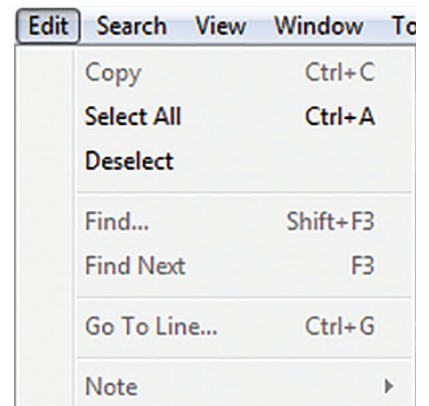 Edit Search View Window To
Copy Ctrl+C
Select All Ctrl+A
Deselect
Find... Shift+F3
Find Next F3
Go To Line... Ctrl+G
Note